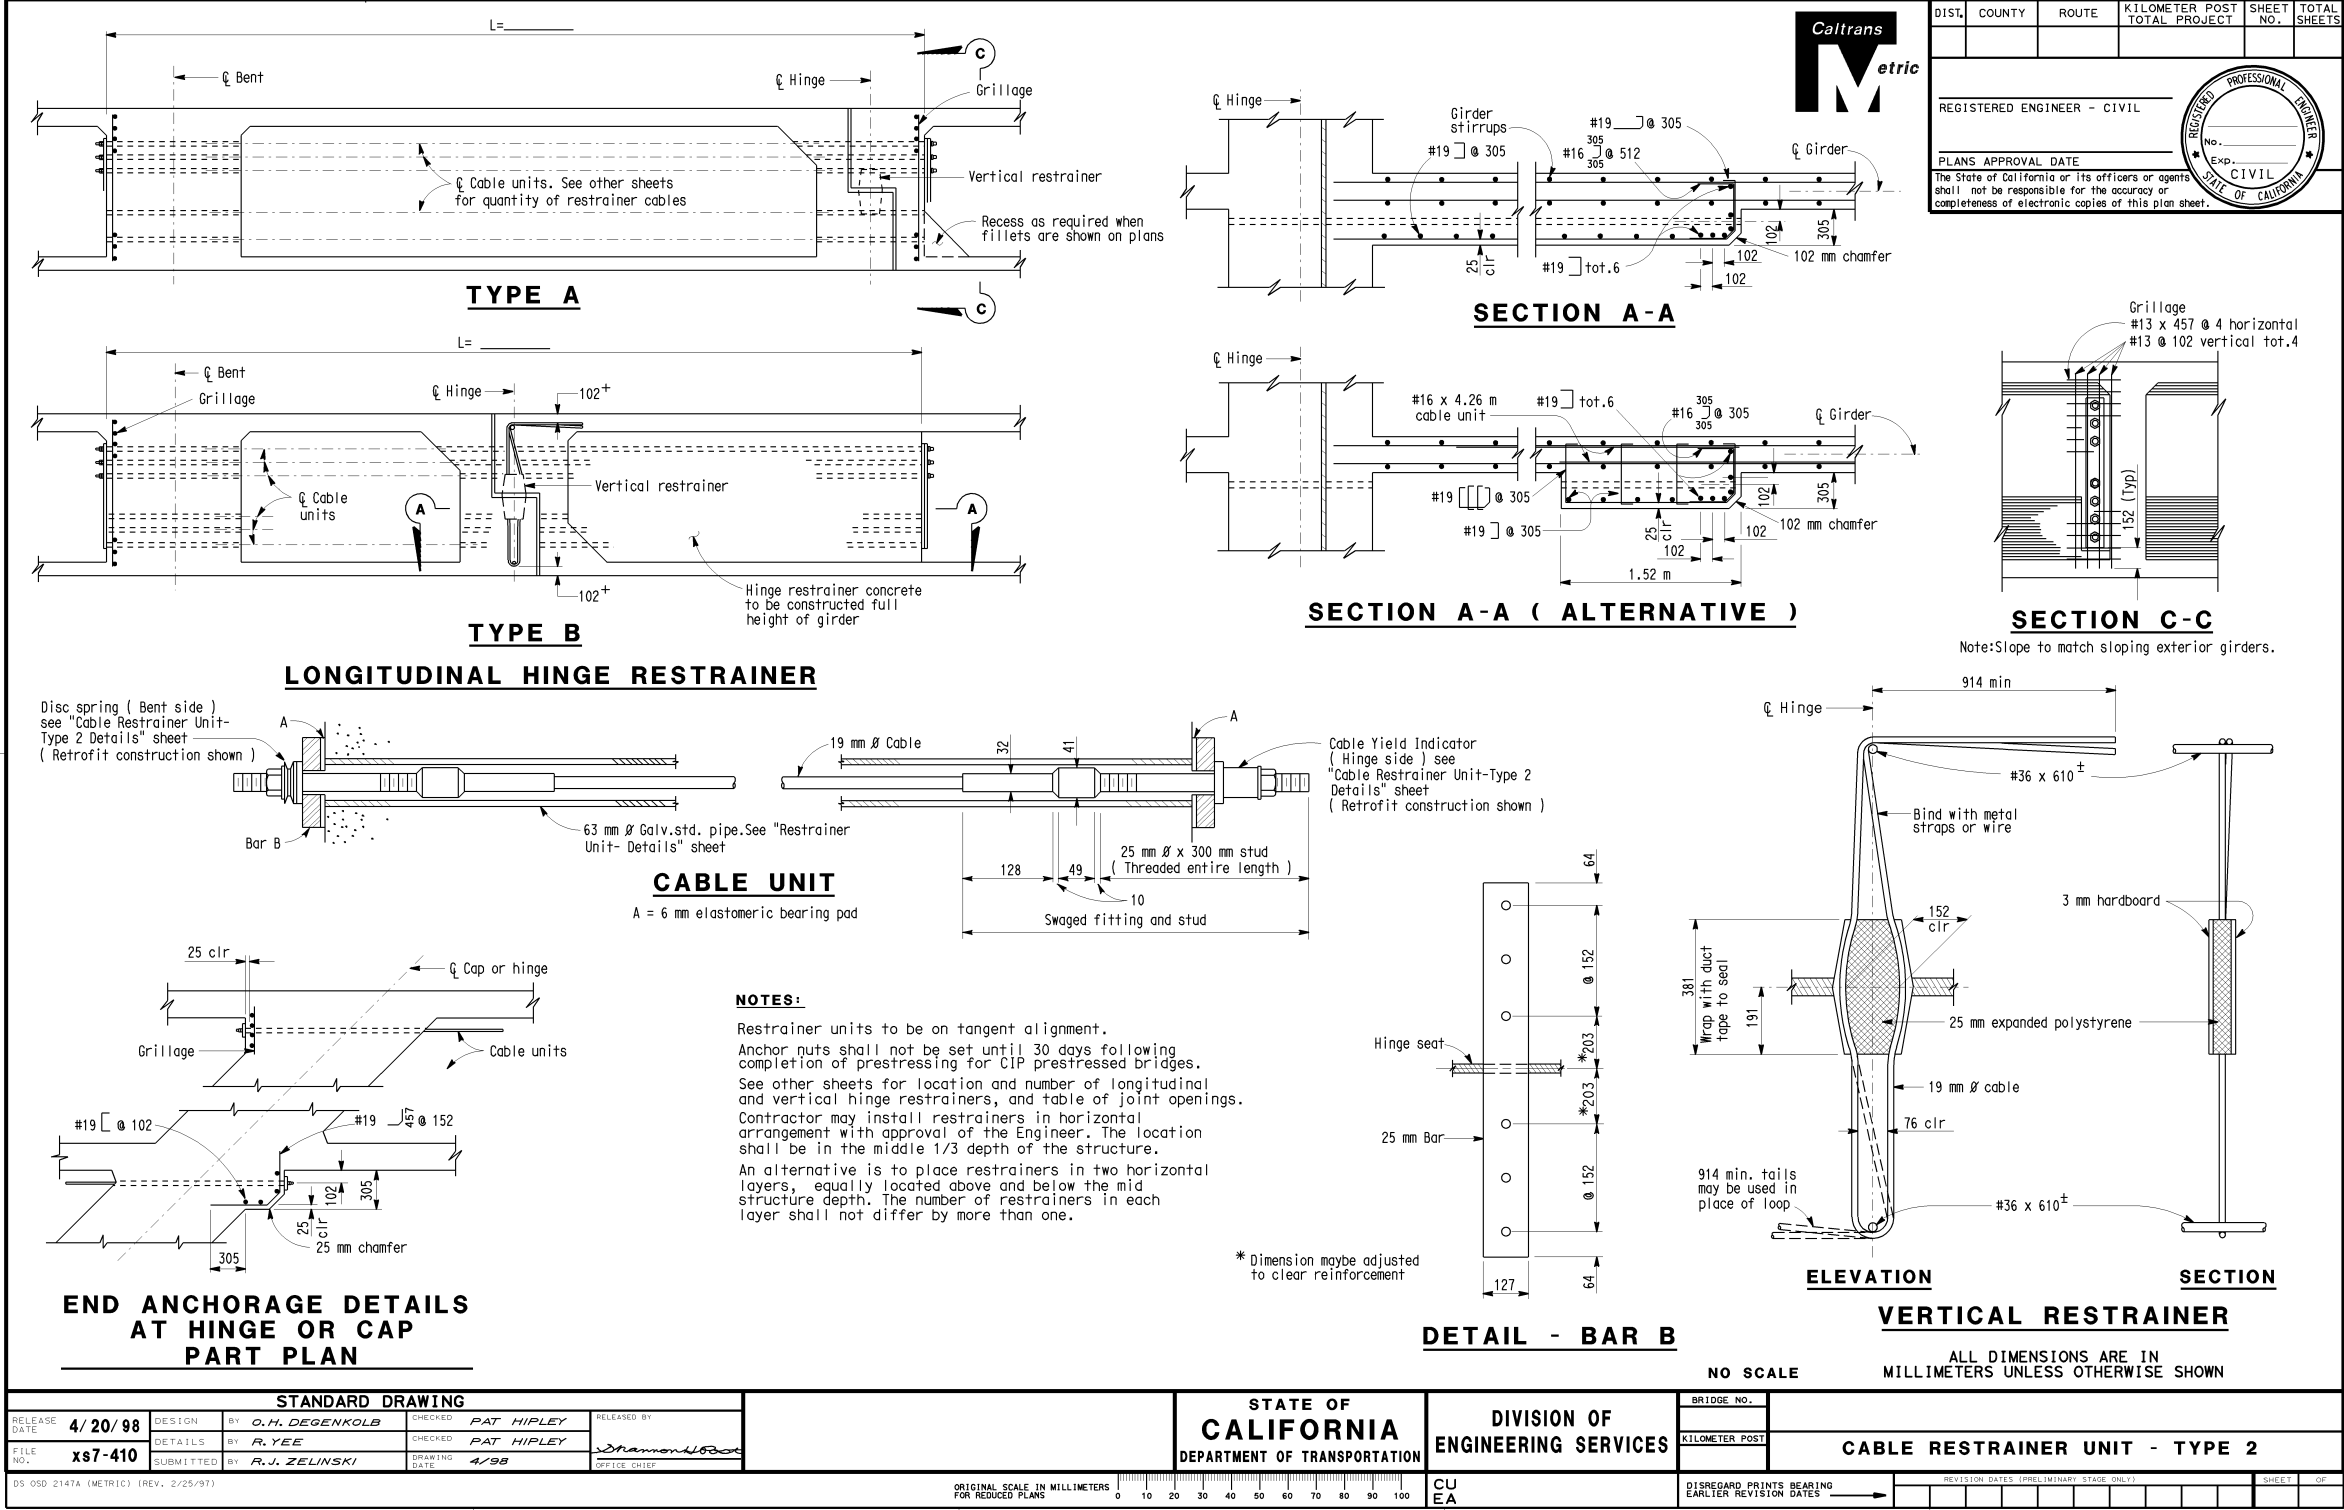 L=
℄ Bent
℄ Hinge
C
Grillage
℄ Cable units. See other sheets
for quantity of restrainer cables
Vertical restrainer
Recess as required when
fillets are shown on plans
TYPE A
C
L=
℄ Bent
Grillage
℄ Hinge
102+
℄ Cable
units
A
Vertical restrainer
A
102+
Hinge restrainer concrete
to be constructed full
height of girder
TYPE B
LONGITUDINAL HINGE RESTRAINER
℄ Hinge
Girder
stirrups
#19 @ 305
#19 @ 305
305
#16 @ 512
305
℄ Girder
25
clr
#19 tot.6
102
102
102
305
102 mm chamfer
SECTION A-A
℄ Hinge
#16 x 4.26 m
cable unit
#19 tot.6
305
#16 @ 305
305
℄ Girder
#19 @ 305
#19 @ 305
25
clr
102
102
102
305
102 mm chamfer
1.52 m
SECTION A-A ( ALTERNATIVE )
Grillage
#13 x 457 @ 4 horizontal
#13 @ 102 vertical tot.4
152 (Typ)
SECTION C-C
Note:Slope to match sloping exterior girders.
Caltrans
Metric
DIST. COUNTY ROUTE KILOMETER POST TOTAL PROJECT SHEET NO. TOTAL SHEETS
REGISTERED ENGINEER - CIVIL
PLANS APPROVAL DATE
The State of California or its officers or agents
shall not be responsible for the accuracy or
completeness of electronic copies of this plan sheet.
REGISTERED PROFESSIONAL ENGINEER
No.
Exp.
CIVIL
STATE OF CALIFORNIA
Disc spring ( Bent side )
see "Cable Restrainer Unit-
Type 2 Details" sheet
( Retrofit construction shown )
A
Bar B
63 mm Ø Galv.std. pipe.See "Restrainer
Unit- Details" sheet
19 mm Ø Cable
32
41
A
Cable Yield Indicator
( Hinge side ) see
"Cable Restrainer Unit-Type 2
Details" sheet
( Retrofit construction shown )
25 mm Ø x 300 mm stud
( Threaded entire length )
128
49
10
Swaged fitting and stud
CABLE UNIT
A = 6 mm elastomeric bearing pad
25 clr
℄ Cap or hinge
Grillage
Cable units
#19 @ 102
#19 457 @ 152
102
305
25
clr
25 mm chamfer
305
END ANCHORAGE DETAILS
AT HINGE OR CAP
PART PLAN
NOTES:
Restrainer units to be on tangent alignment.
Anchor nuts shall not be set until 30 days following
completion of prestressing for CIP prestressed bridges.
See other sheets for location and number of longitudinal
and vertical hinge restrainers, and table of joint openings.
Contractor may install restrainers in horizontal
arrangement with approval of the Engineer. The location
shall be in the middle 1/3 depth of the structure.
An alternative is to place restrainers in two horizontal
layers, equally located above and below the mid
structure depth. The number of restrainers in each
layer shall not differ by more than one.
64
@ 152
*203
Hinge seat
*203
25 mm Bar
@ 152
64
127
* Dimension maybe adjusted
to clear reinforcement
DETAIL - BAR B
914 min
℄ Hinge
#36 x 610±
Bind with metal
straps or wire
3 mm hardboard
152
clr
381
Wrap with duct
tape to seal
191
25 mm expanded polystyrene
19 mm Ø cable
76 clr
914 min. tails
may be used in
place of loop
#36 x 610±
ELEVATION
SECTION
VERTICAL RESTRAINER
NO SCALE
ALL DIMENSIONS ARE IN
MILLIMETERS UNLESS OTHERWISE SHOWN
STANDARD DRAWING
RELEASE DATE 4/20/98
FILE NO. xs7-410
DESIGN BY O.H. DEGENKOLB CHECKED PAT HIPLEY
DETAILS BY R. YEE CHECKED PAT HIPLEY
SUBMITTED BY R.J. ZELINSKI DRAWING DATE 4/98
RELEASED BY
OFFICE CHIEF
STATE OF
CALIFORNIA
DEPARTMENT OF TRANSPORTATION
DIVISION OF
ENGINEERING SERVICES
BRIDGE NO.
KILOMETER POST
CABLE RESTRAINER UNIT - TYPE 2
DS OSD 2147A (METRIC) (REV. 2/25/97)
ORIGINAL SCALE IN MILLIMETERS
FOR REDUCED PLANS
0 10 20 30 40 50 60 70 80 90 100
CU
EA
DISREGARD PRINTS BEARING
EARLIER REVISION DATES
REVISION DATES (PRELIMINARY STAGE ONLY)
SHEET OF